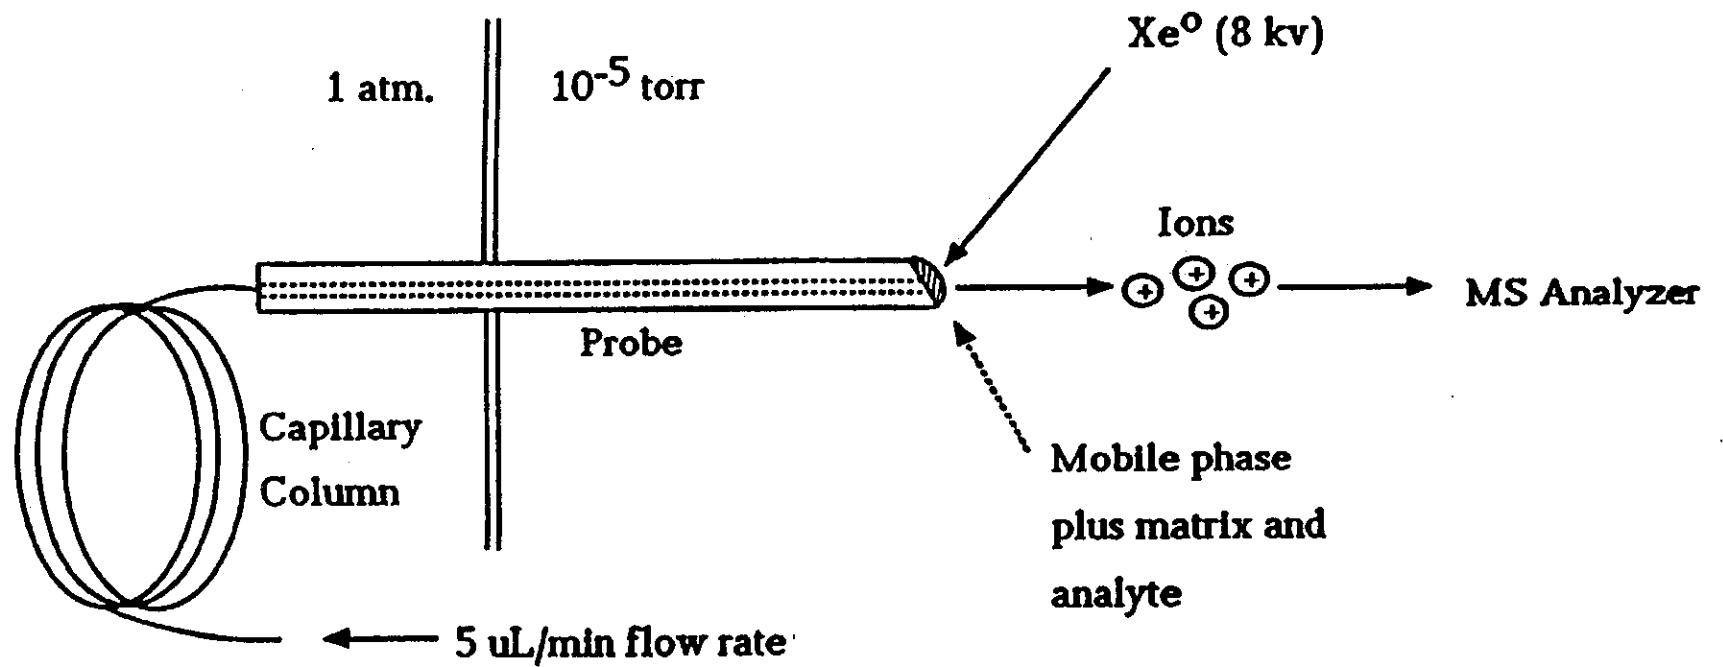 Xe⁰ (8 kv)
1 atm.
10⁻⁵ torr
Ions
+
+
+
+
MS Analyzer
Probe
Capillary
Column
Mobile phase
plus matrix and
analyte
5 uL/min flow rate